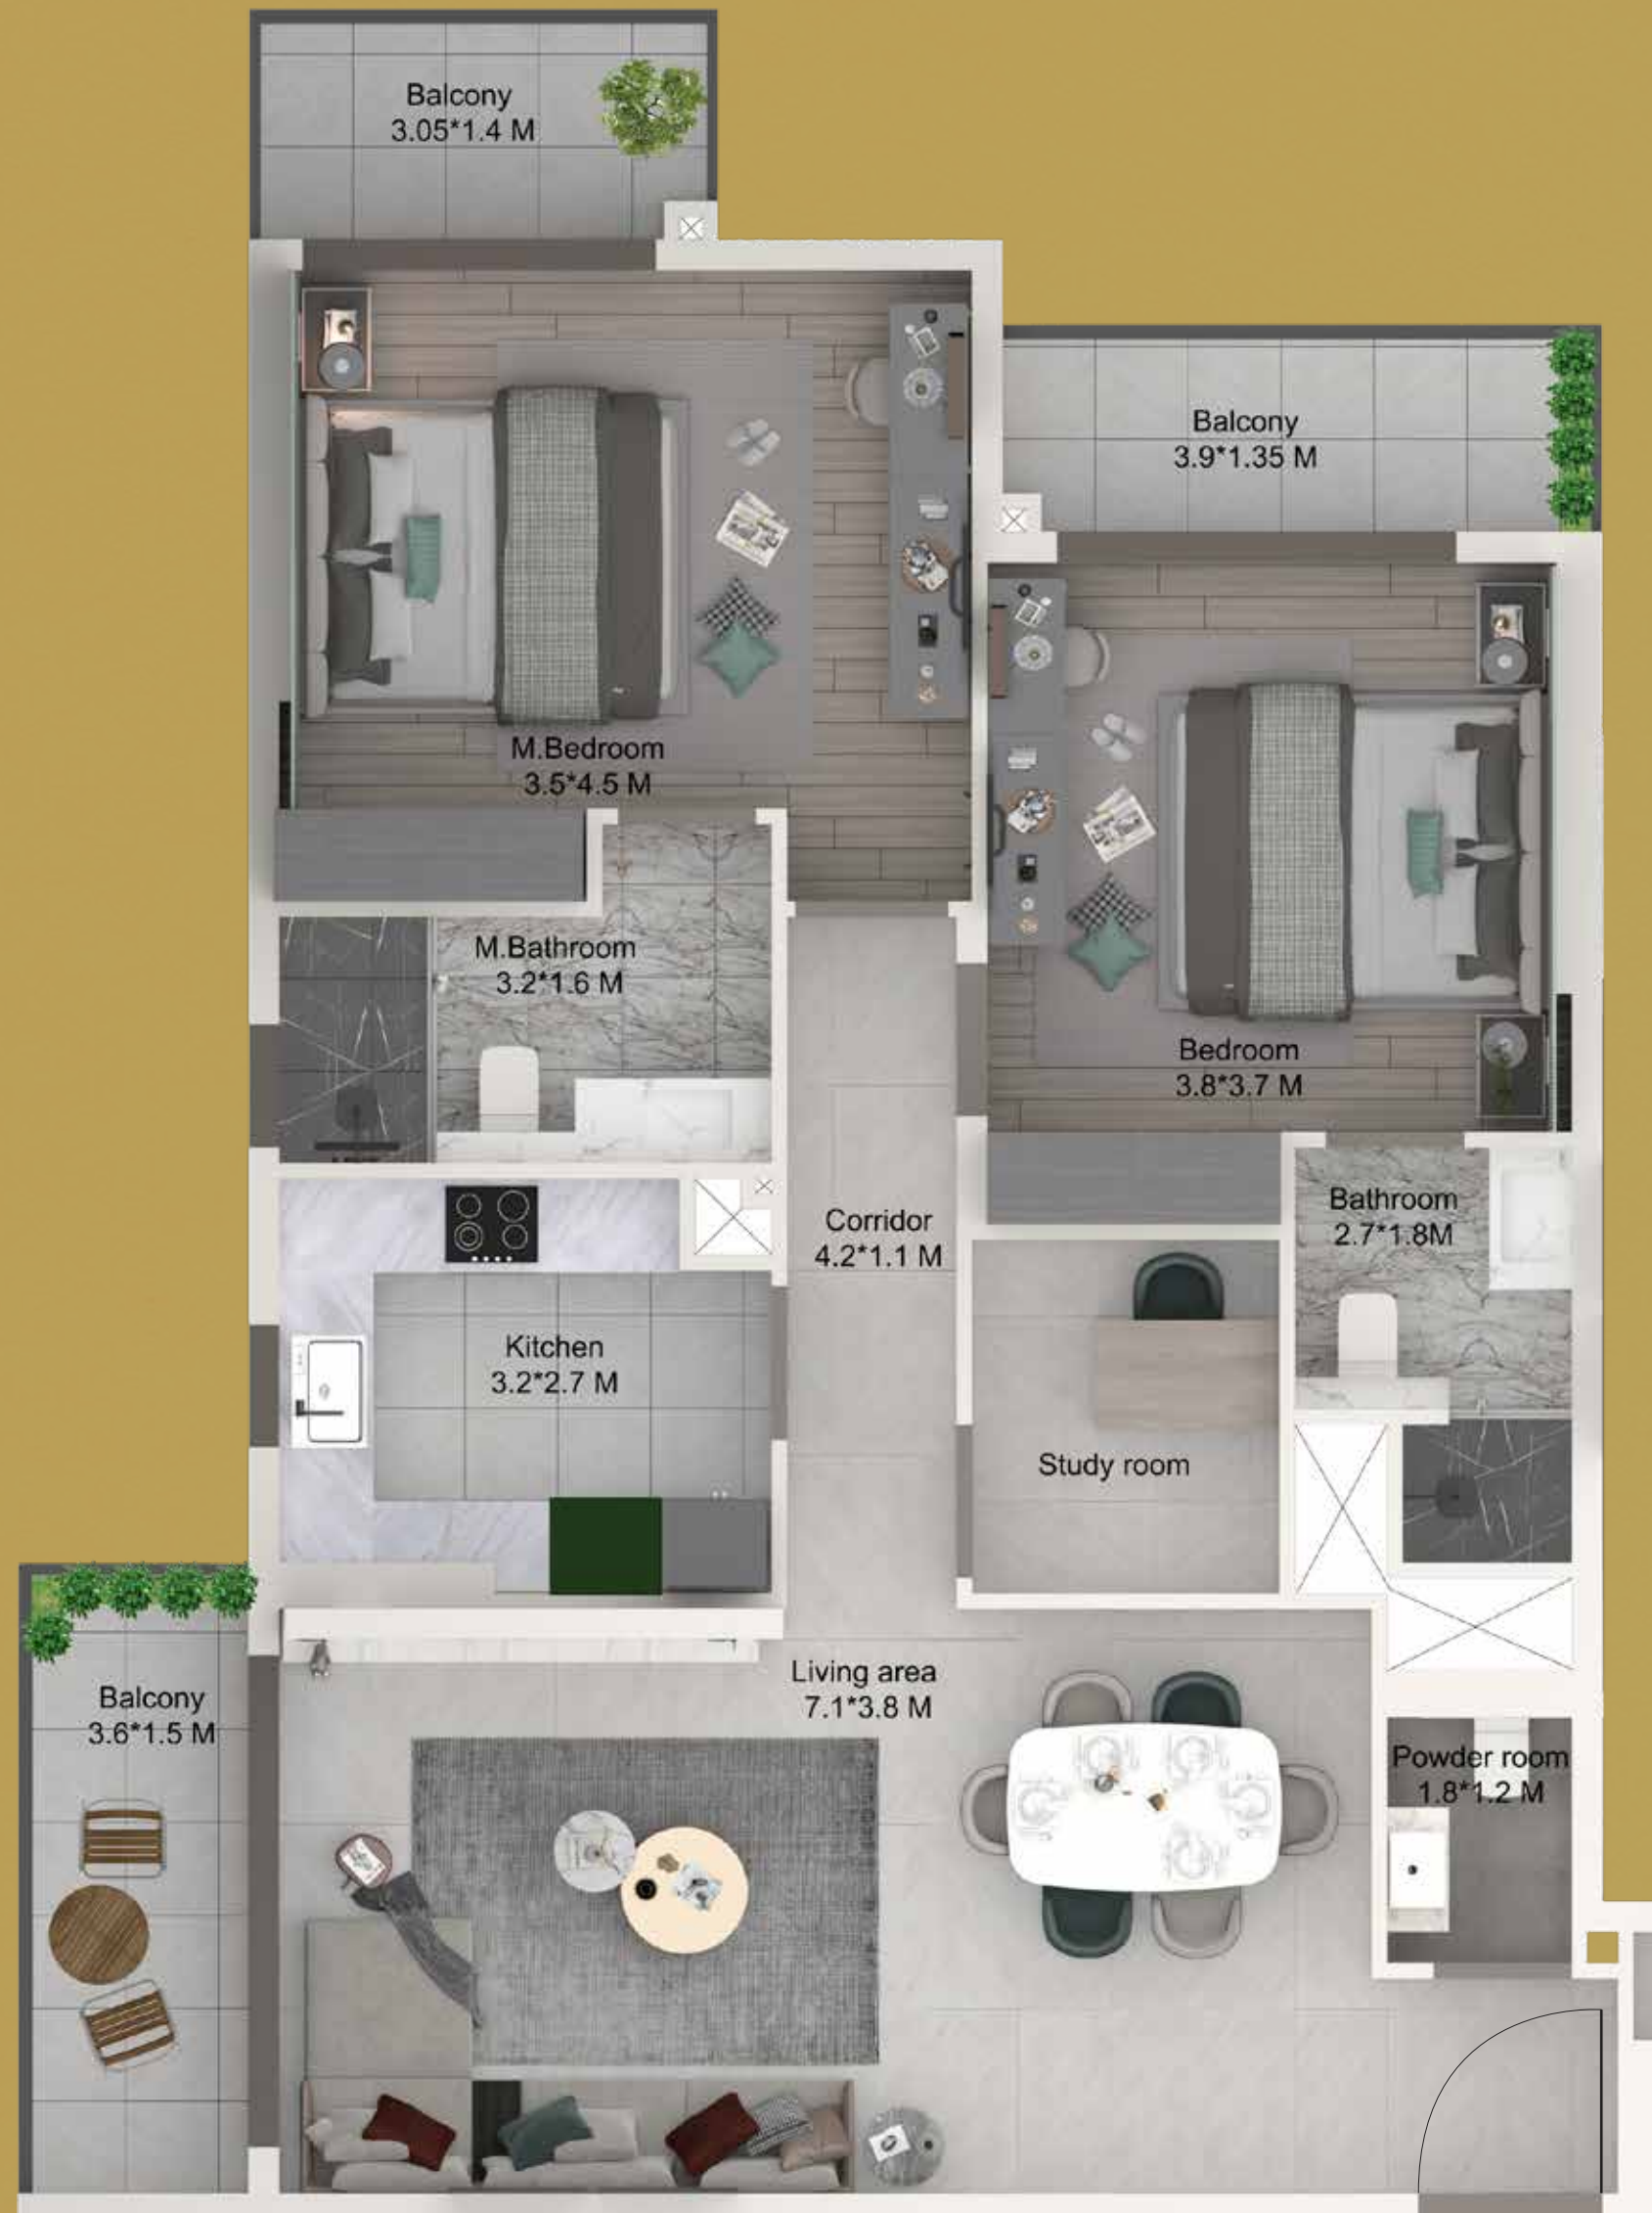 Balcony
3.05*1.4 M
Balcony
3.9*1.35 M
M.Bedroom
3.5*4.5 M
M.Bathroom
3.2*1.6 M
Bedroom
3.8*3.7 M
Corridor
4.2*1.1 M
Bathroom
2.7*1.8M
Kitchen
3.2*2.7 M
Study room
Living area
7.1*3.8 M
Balcony
3.6*1.5 M
Powder room
1.8*1.2 M